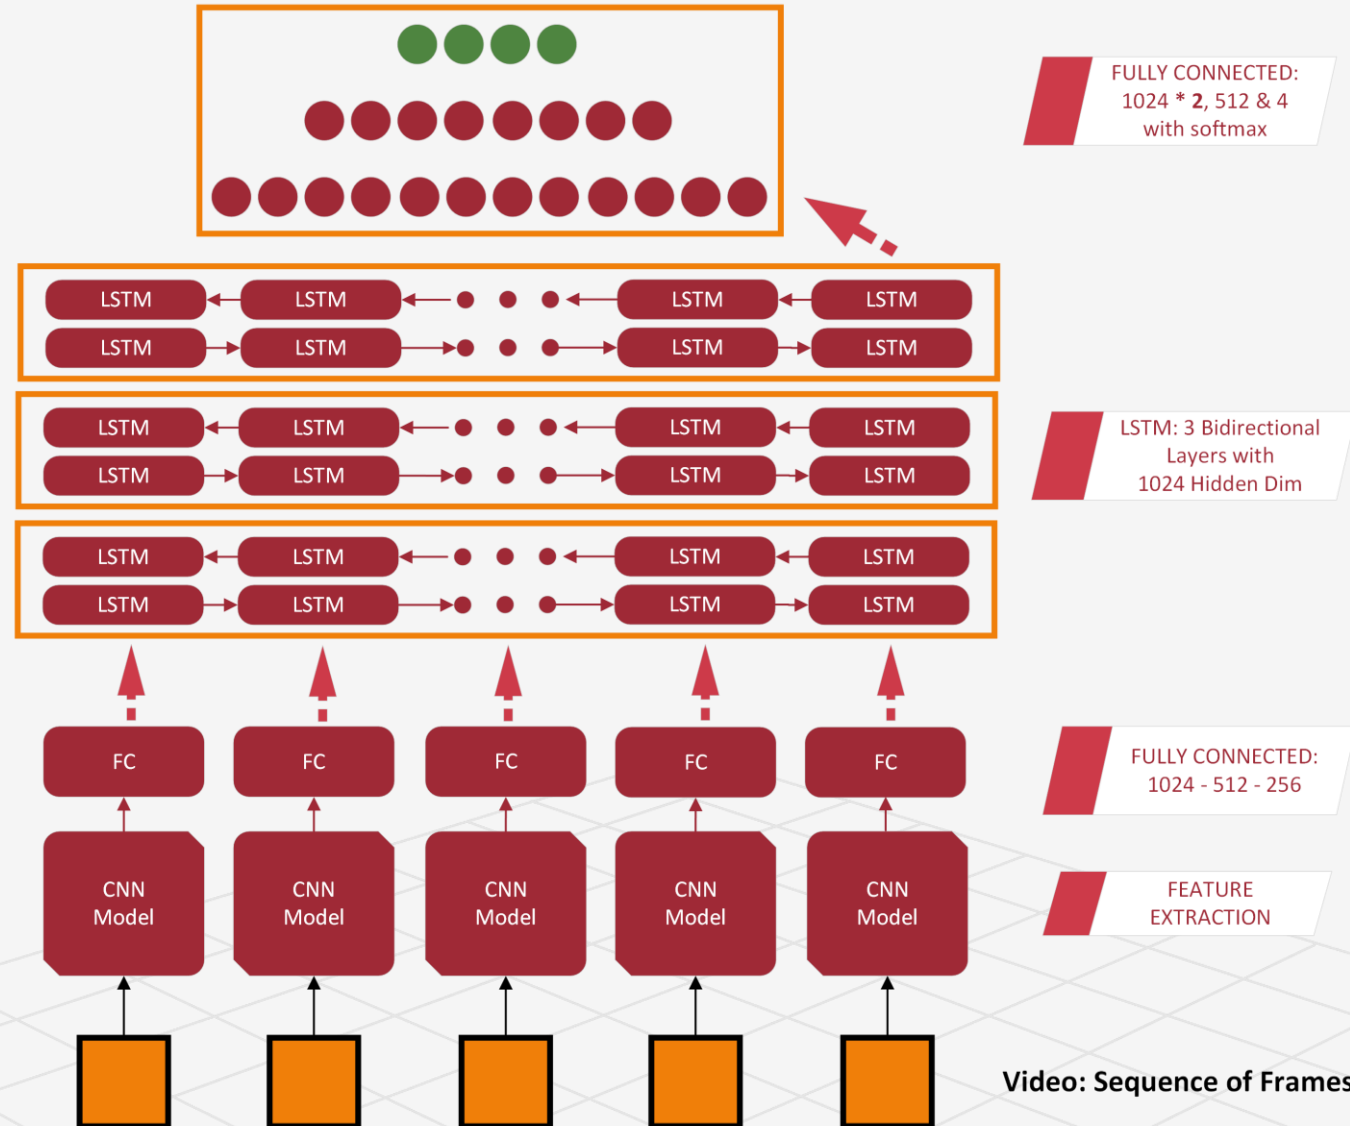 FULLY CONNECTED:
1024 * 2, 512 & 4
with softmax
LSTM LSTM LSTM LSTM
LSTM LSTM LSTM LSTM
LSTM LSTM LSTM LSTM
LSTM LSTM LSTM LSTM
LSTM: 3 Bidirectional
Layers with
1024 Hidden Dim
LSTM LSTM LSTM LSTM
LSTM LSTM LSTM LSTM
FC FC FC FC FC
FULLY CONNECTED:
1024 - 512 - 256
CNN CNN CNN CNN CNN
Model Model Model Model Model
FEATURE
EXTRACTION
Video: Sequence of Frames